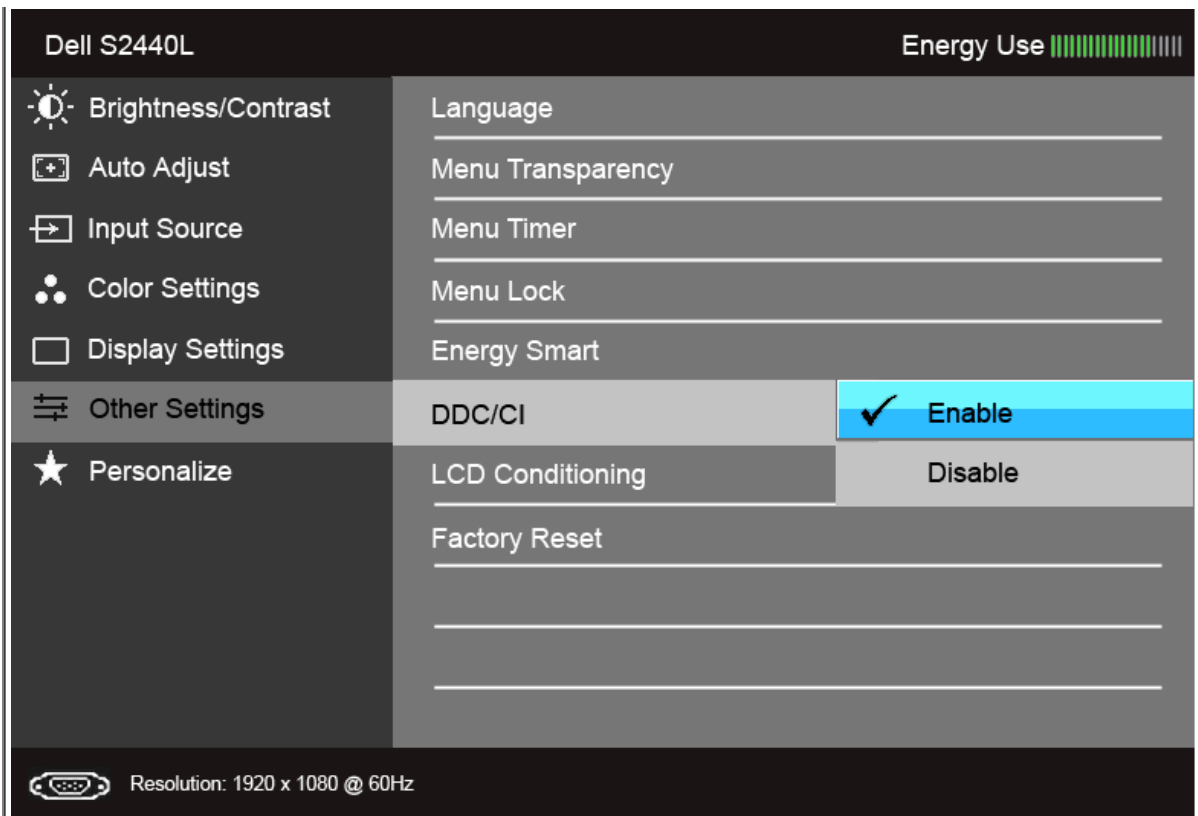 Dell S2440L
Energy Use
Brightness/Contrast
Auto Adjust
Input Source
Color Settings
Display Settings
Other Settings
Personalize
Language
Menu Transparency
Menu Timer
Menu Lock
Energy Smart
DDC/CI
Enable
Disable
LCD Conditioning
Factory Reset
Resolution: 1920 x 1080 @ 60Hz